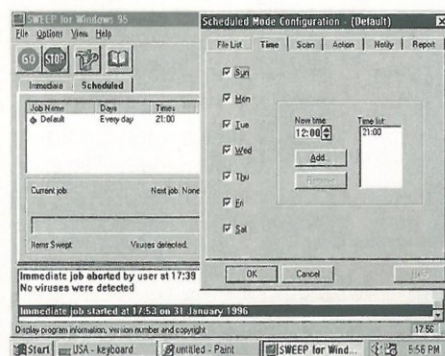 SWEEP for Windows 95
File Options View Help
GO STOP
Immediate Scheduled
Job Name Days Times
Default Every day 21:00
Current job: Next job: None
Items Swept: Viruses detected:
Immediate job aborted by user at 17:39
No viruses were detected
Immediate job started at 17:53 on 31 January 1996
Display program information, version number and copyright 17:56
Scheduled Mode Configuration - (Default)
File List Time Scan Action Notify Report
Sun
Mon
Tue
Wed
Thu
Fri
Sat
New time:
12:00
Add
Remove
Time list:
21:00
OK Cancel Help
Start USA - keyboard untitled - Paint SWEEP for Wind... 5:56 PM